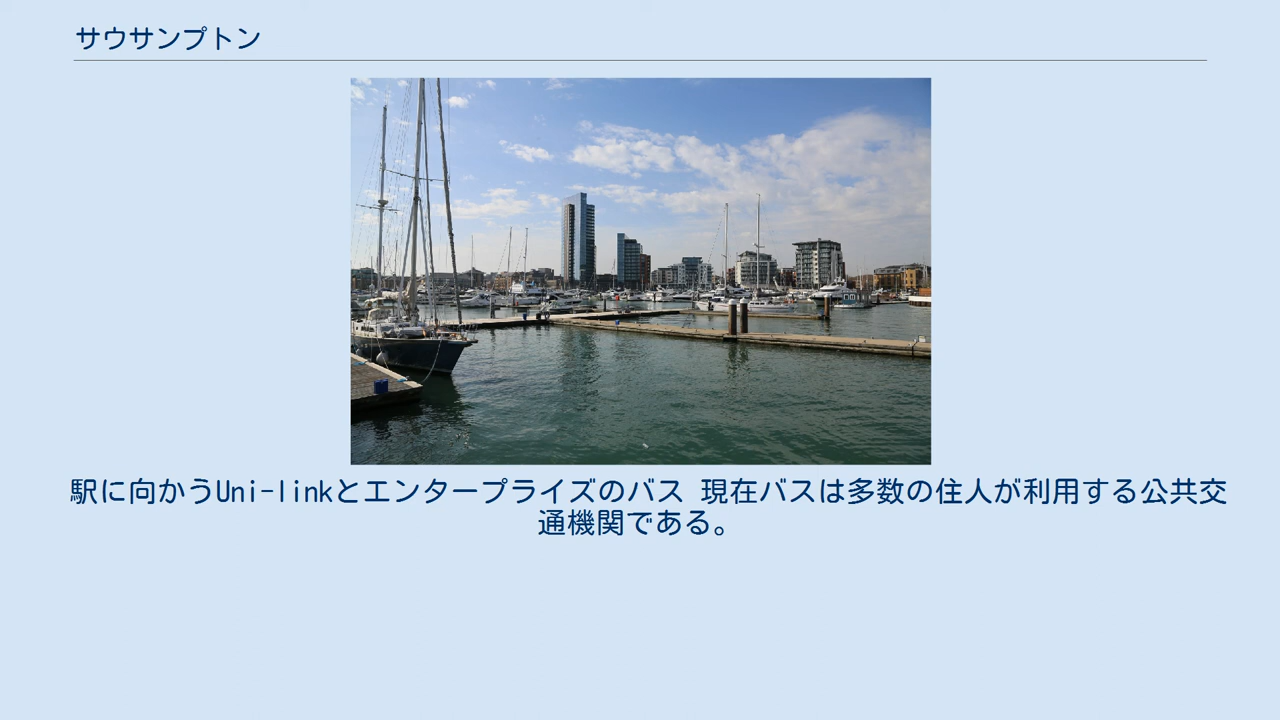 サウサンプトン
駅に向かうUni-linkとエンタープライズのバス 現在バスは多数の住人が利用する公共交
通機関である。